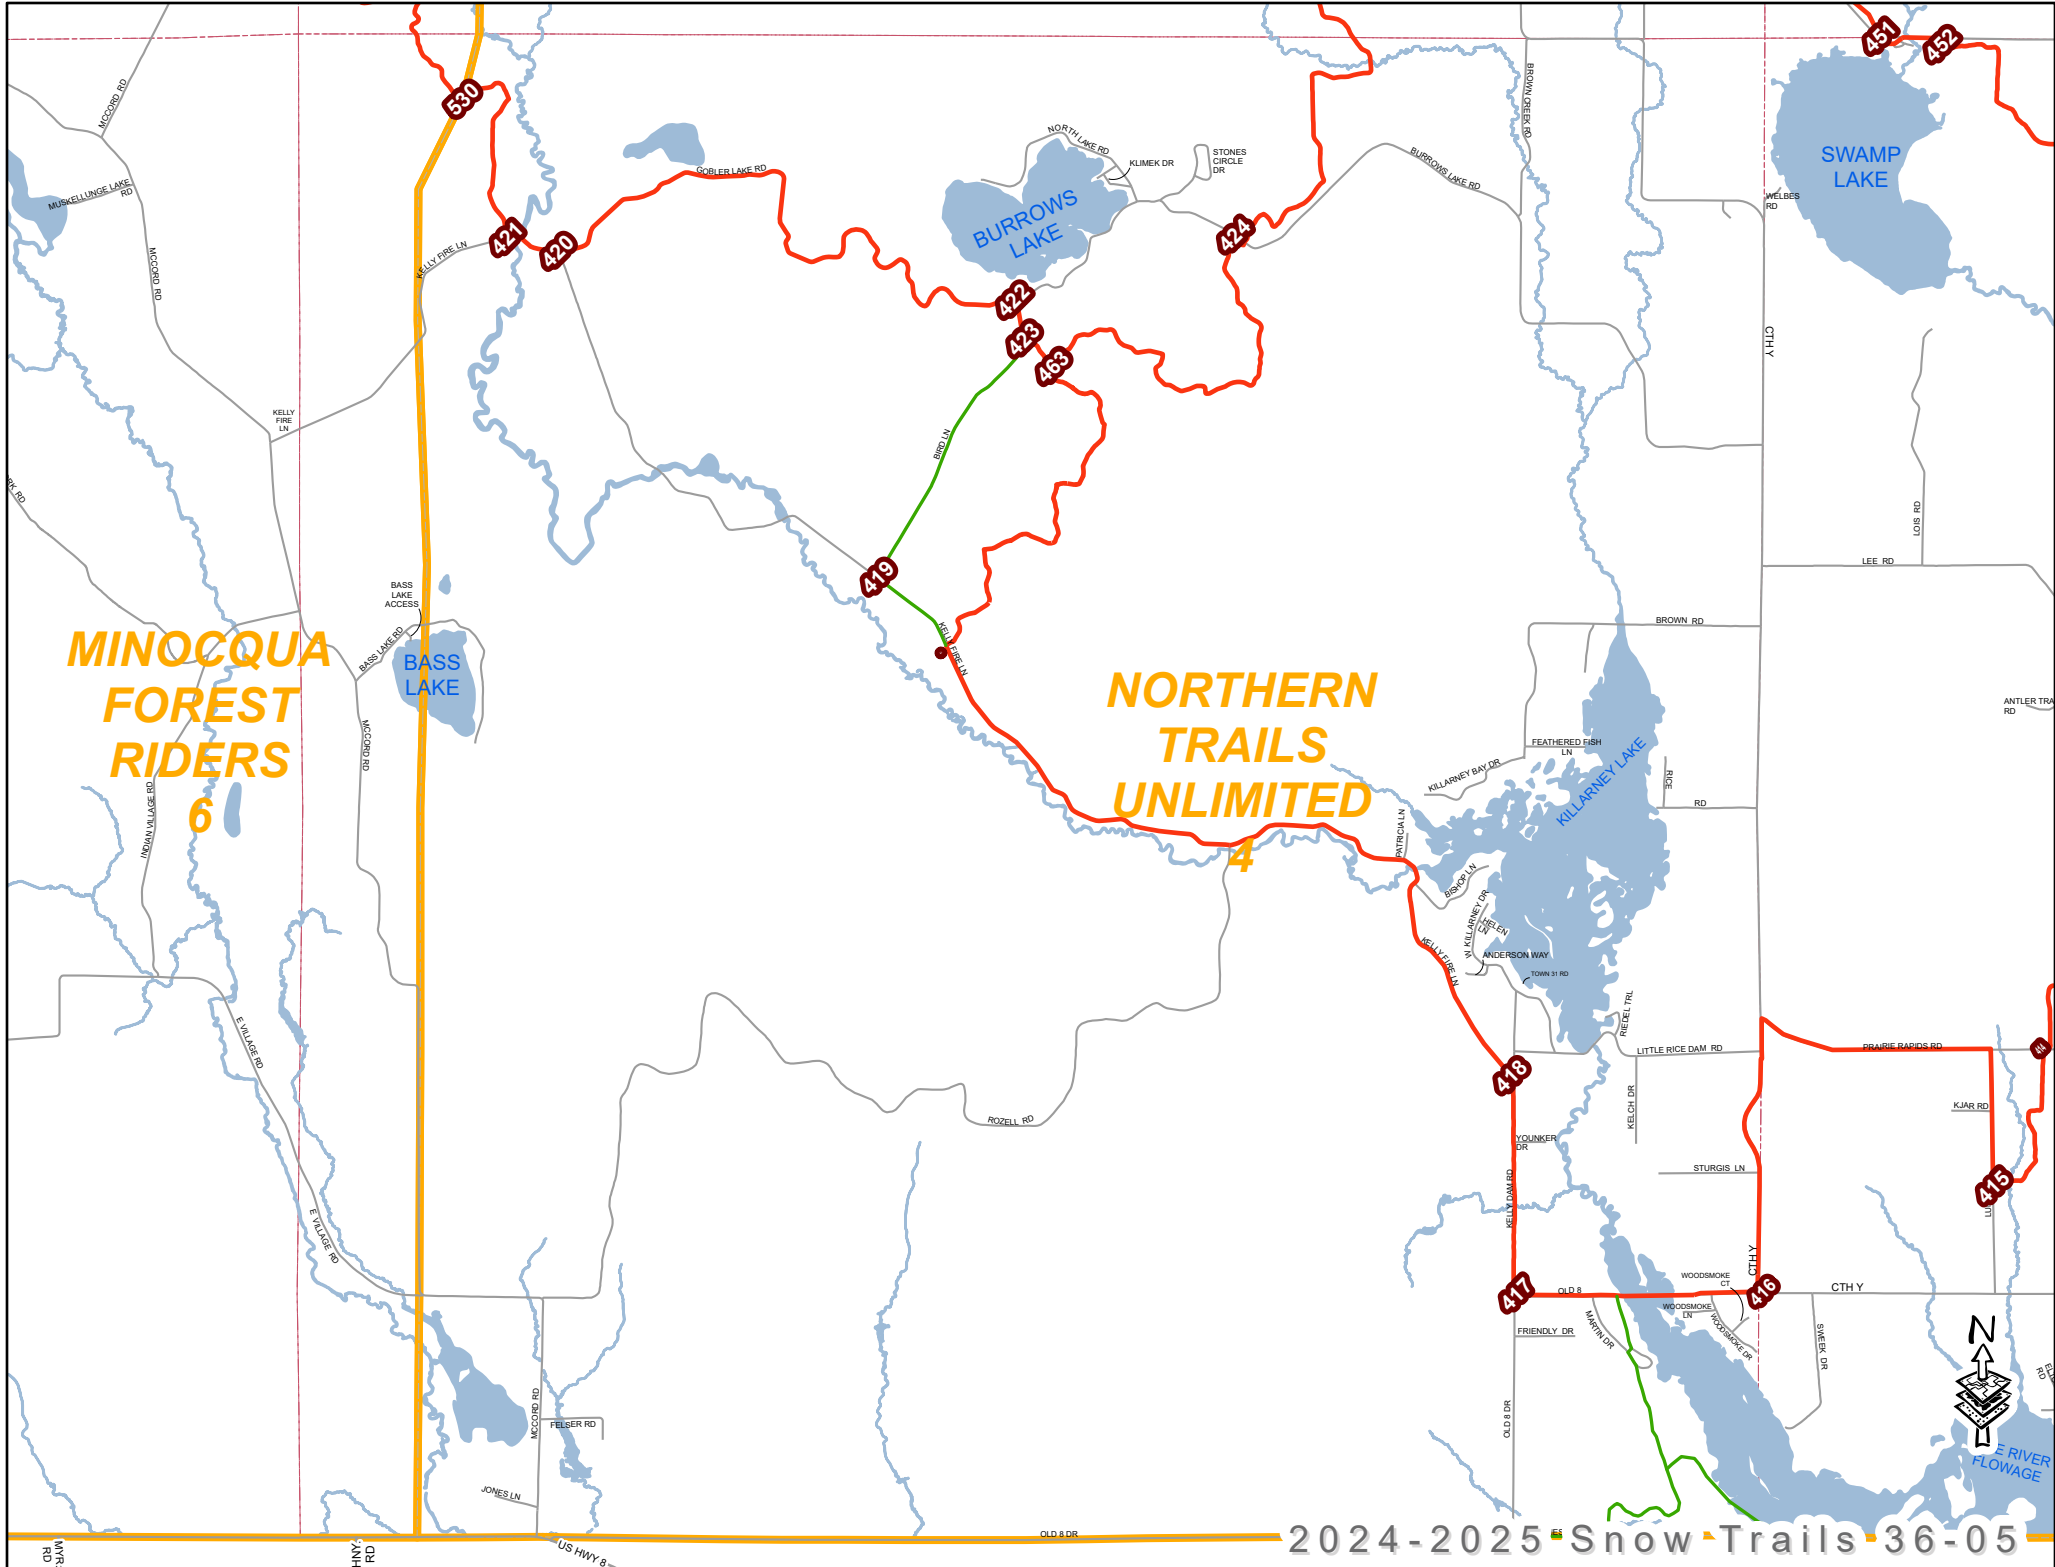 451
452
530
MCCORD RD
BROWN CREEK RD
NORTH LAKE RD
KLIMEK DR
STONES
CIRCLE
DR
BURROWS LAKE RD
SWAMP
LAKE
GOBLER LAKE RD
MUSKELLUNGE LAKE
RD
WELBES
RD
BURROWS
LAKE
421
420
424
KELLY FIRE LN
MCCORD RD
422
423
463
CTH Y
KELLY
FIRE
LN
BIRD LN
RK RD
LOIS RD
LEE RD
419
BASS
LAKE
ACCESS
BASS LAKE RD
BASS
LAKE
KELLY FIRE LN
BROWN RD
MINOCQUA
FOREST
RIDERS
6
NORTHERN
TRAILS
UNLIMITED
4
ANTLER TRA
RD
MCCORD RD
FEATHERED FISH
LN
KILLARNEY BAY DR
KILLARNEY LAKE
RICE
RD
INDIAN VILLAGE RD
PATRICIA LN
BISHOP LN
W KILLARNEY DR
HELEN
LN
ANDERSON WAY
TOWN 31 RD
KELLY FIRE LN
RIEDEL TRL
E VILLAGE RD
LITTLE RICE DAM RD
PRAIRIE RAPIDS RD
418
KELCH DR
KJAR RD
ROZELL RD
YOUNKER
DR
STURGIS LN
415
KELLY DAM RD
E VILLAGE RD
CTH Y
WOODSMOKE
CT
417
OLD 8
416
CTH Y
WOODSMOKE
LN
WOODSMOKE DR
MARTIN DR
FRIENDLY DR
SWEEK DR
N
RD
MCCORD RD
FELSER RD
OLD 8 DR
E RIVER
FLOWAGE
JONES LN
OLD 8 DR
US HWY 8
RD
RD
2024-2025 Snow Trails 36-05